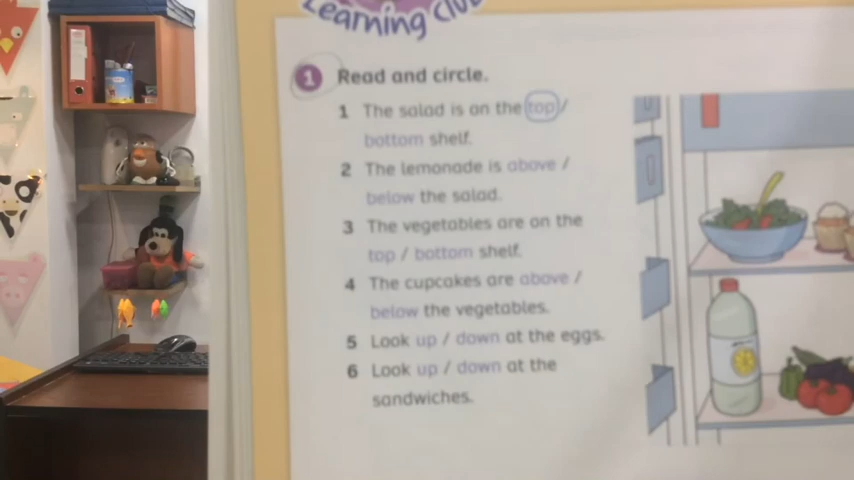 Learning Club
1 Read and circle.
1 The salad is on the top /
bottom shelf.
2 The lemonade is above /
below the salad.
3 The vegetables are on the
top / bottom shelf.
4 The cupcakes are above /
below the vegetables.
5 Look up / down at the eggs.
6 Look up / down at the
sandwiches.